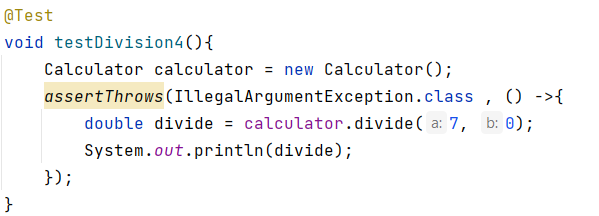 @Test
void testDivision4(){
    Calculator calculator = new Calculator();
    assertThrows(IllegalArgumentException.class , () ->{
        double divide = calculator.divide( a: 7, b: 0);
        System.out.println(divide);
    });
}